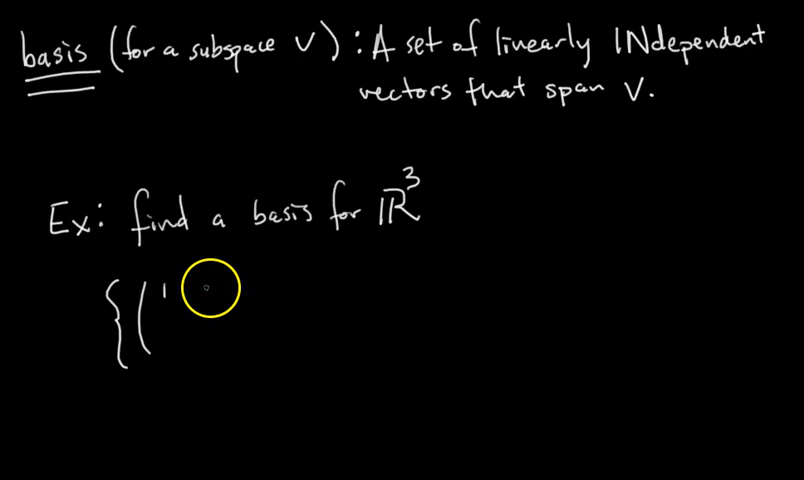 basis (for a subspace V): A set of linearly INdependent
vectors that span V.
Ex: find a basis for ℝ³
{( 1